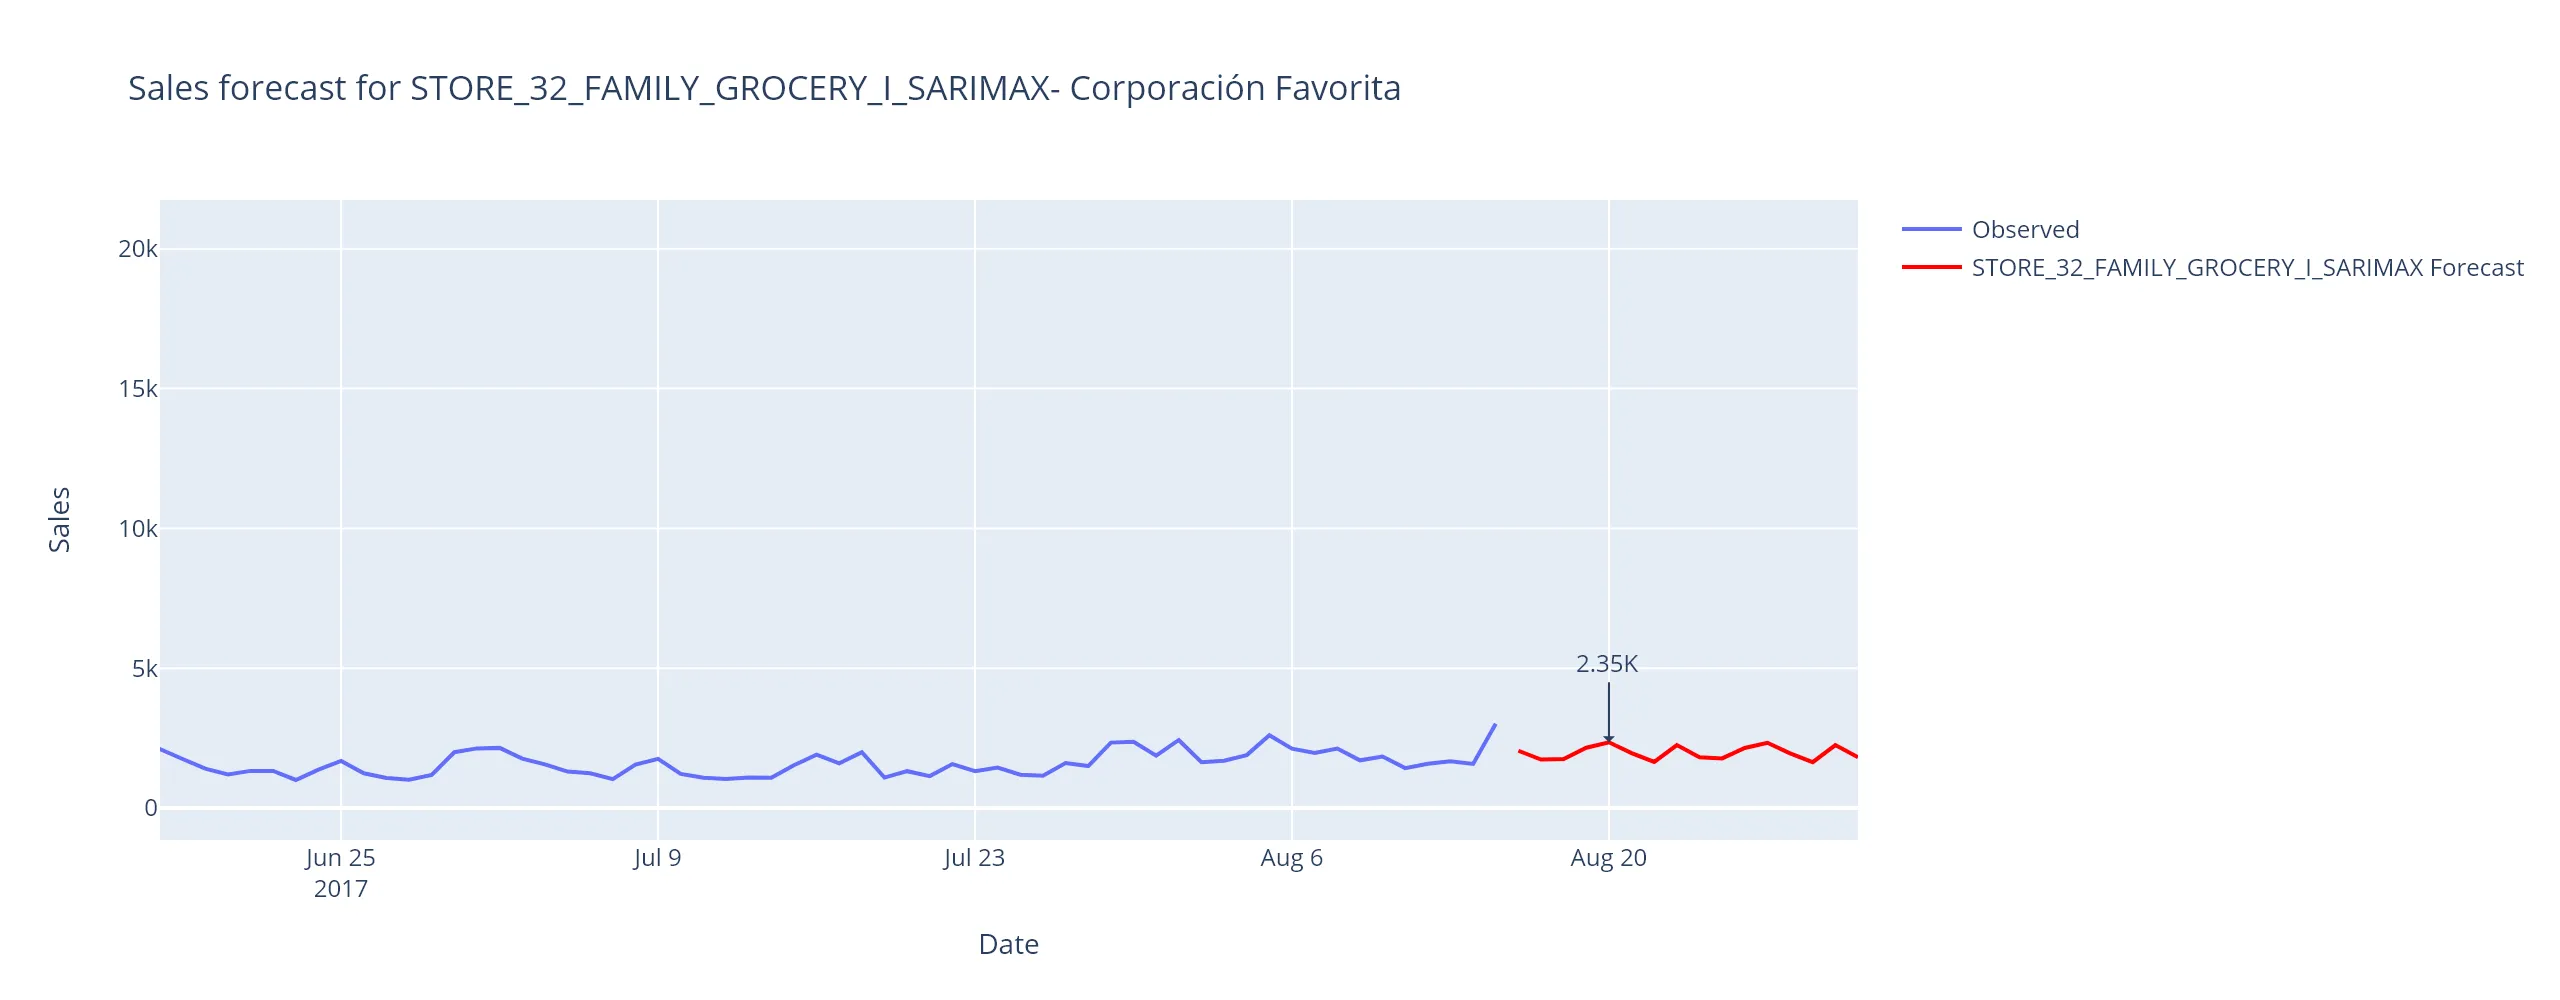 Sales forecast for STORE_32_FAMILY_GROCERY_I_SARIMAX- Corporación Favorita
Observed
STORE_32_FAMILY_GROCERY_I_SARIMAX Forecast
20k
15k
10k
5k
0
Sales
2.35K
Jun 25
2017
Jul 9
Jul 23
Aug 6
Aug 20
Date